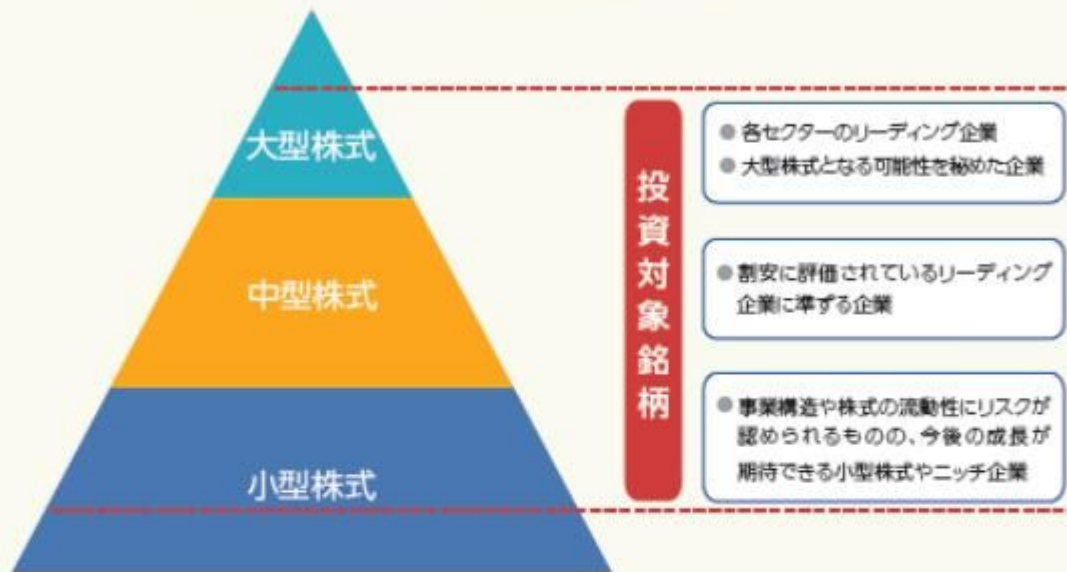 大型株式
中型株式
小型株式
投資対象銘柄
● 各セクターのリーディング企業
● 大型株式となる可能性を秘めた企業
● 割安に評価されているリーディング
企業に準ずる企業
● 事業構造や株式の流動性にリスクが
認められるものの、今後の成長が
期待できる小型株式やニッチ企業